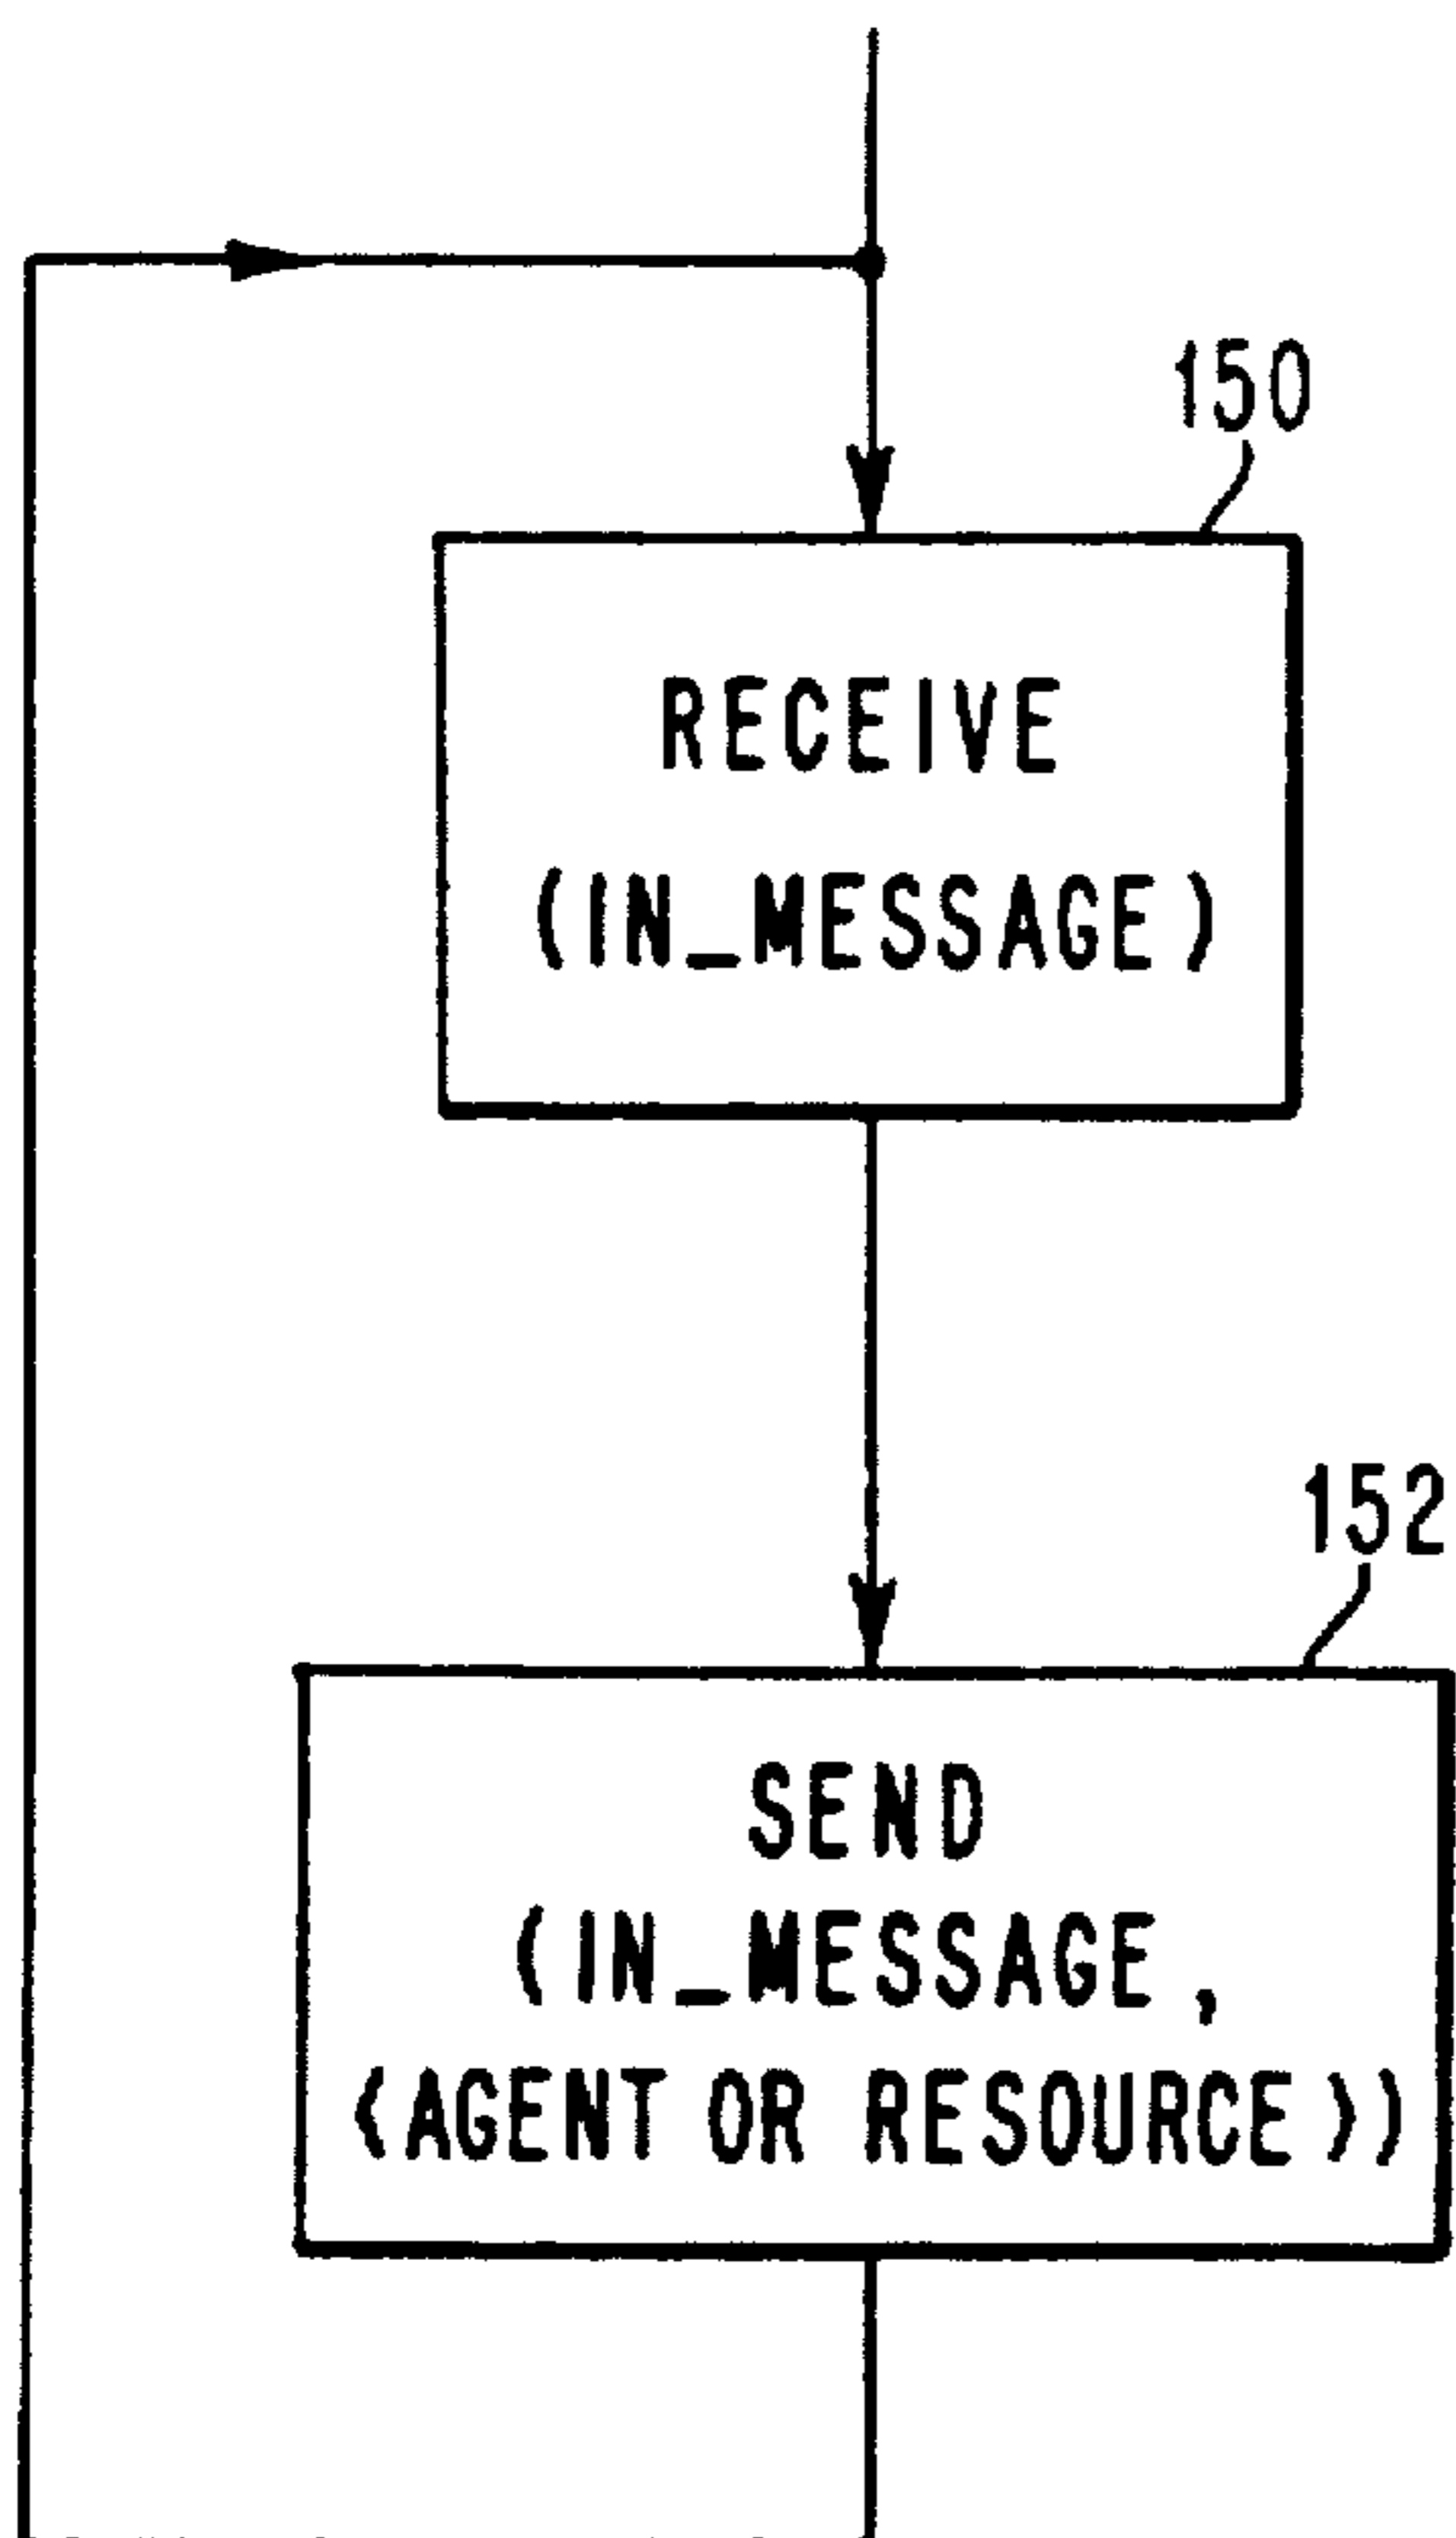 150
RECEIVE
(IN_MESSAGE)
152
SEND
(IN_MESSAGE,
(AGENT OR RESOURCE))